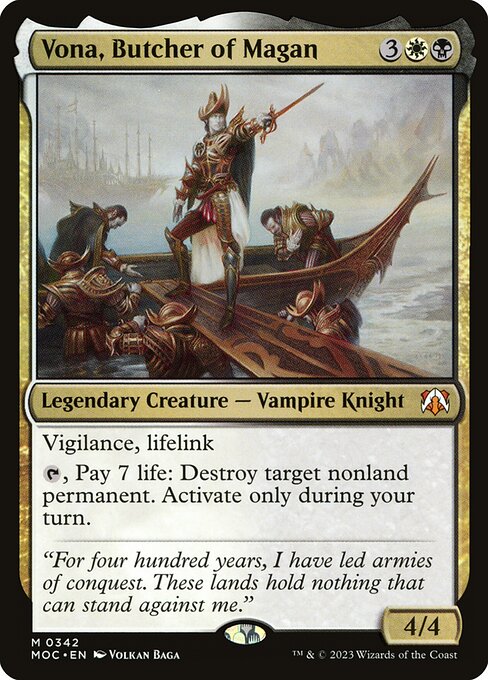 Vona, Butcher of Magan 3
Legendary Creature — Vampire Knight
Vigilance, lifelink
, Pay 7 life: Destroy target nonland
permanent. Activate only during your
turn.
“For four hundred years, I have led armies
of conquest. These lands hold nothing that
can stand against me.”
4/4
M 0342
MOC • EN Volkan Baga
™ & © 2023 Wizards of the Coast